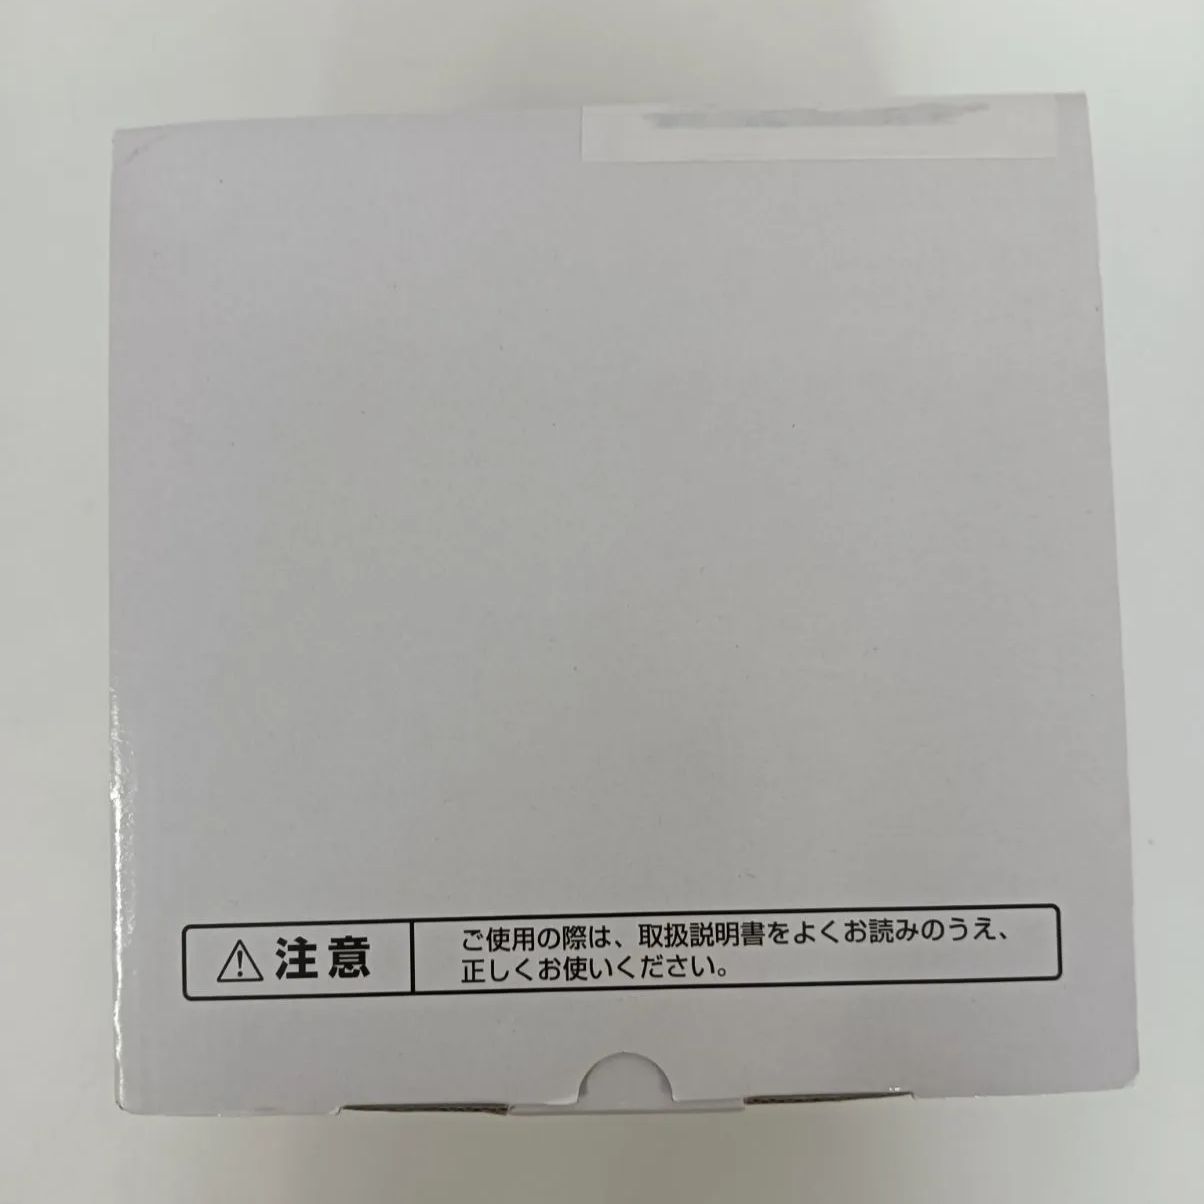 注意
ご使用の際は、取扱説明書をよくお読みのうえ、
正しくお使いください。